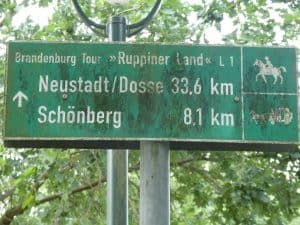 Brandenburg Tour »Ruppiner Land« L 1
Neustadt/Dosse 33,6 km
Schönberg 8,1 km